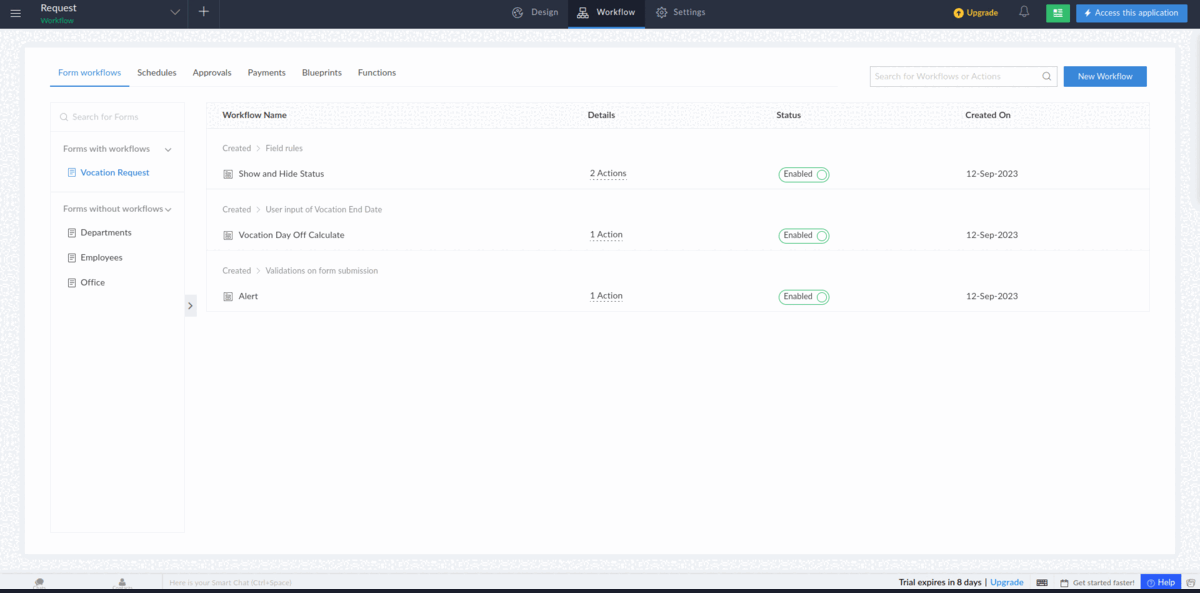 Request
Workflow
Design
Workflow
Settings
Upgrade
Access this application
Form workflows
Schedules
Approvals
Payments
Blueprints
Functions
Search for Workflows or Actions
New Workflow
Search for Forms
Forms with workflows
Vocation Request
Forms without workflows
Departments
Employees
Office
Workflow Name
Details
Status
Created On
Created > Field rules
Show and Hide Status
2 Actions
Enabled
12-Sep-2023
Created > User input of Vocation End Date
Vocation Day Off Calculate
1 Action
Enabled
12-Sep-2023
Created > Validations on form submission
Alert
1 Action
Enabled
12-Sep-2023
Here is your Smart Chat (Ctrl+Space)
Trial expires in 8 days | Upgrade
Get started faster!
Help